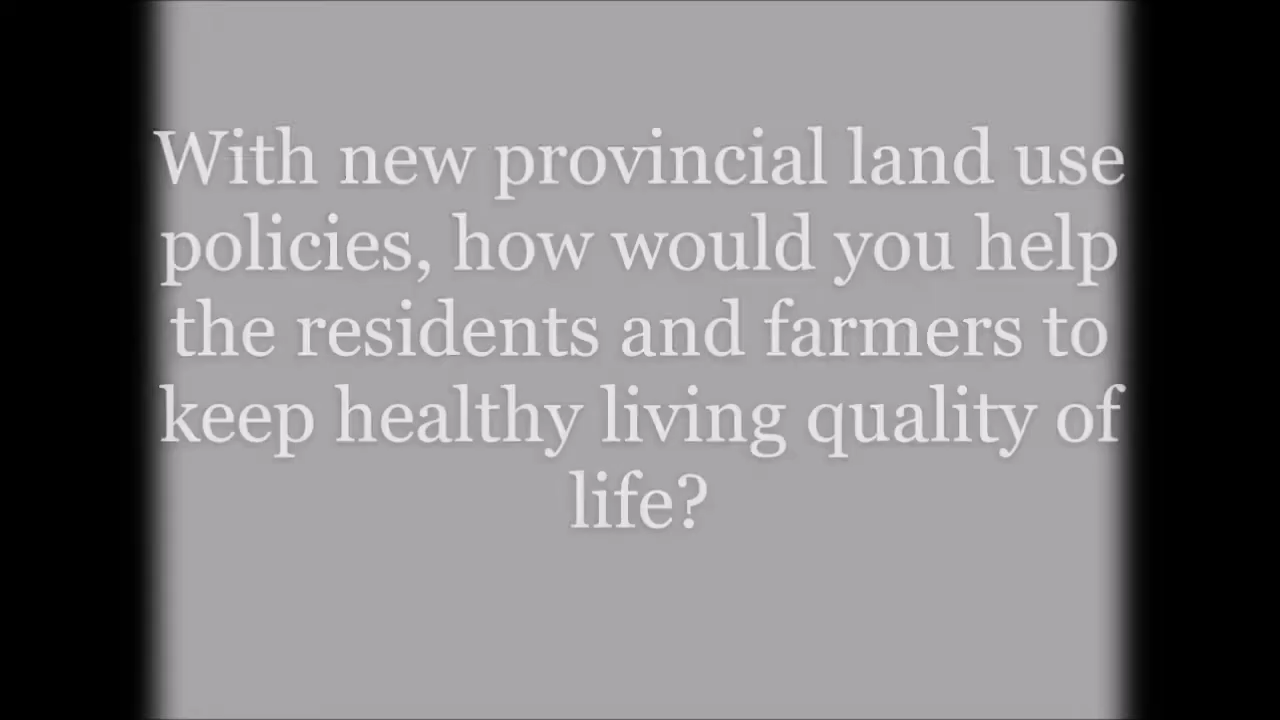 With new provincial land use
policies, how would you help
the residents and farmers to
keep healthy living quality of
life?